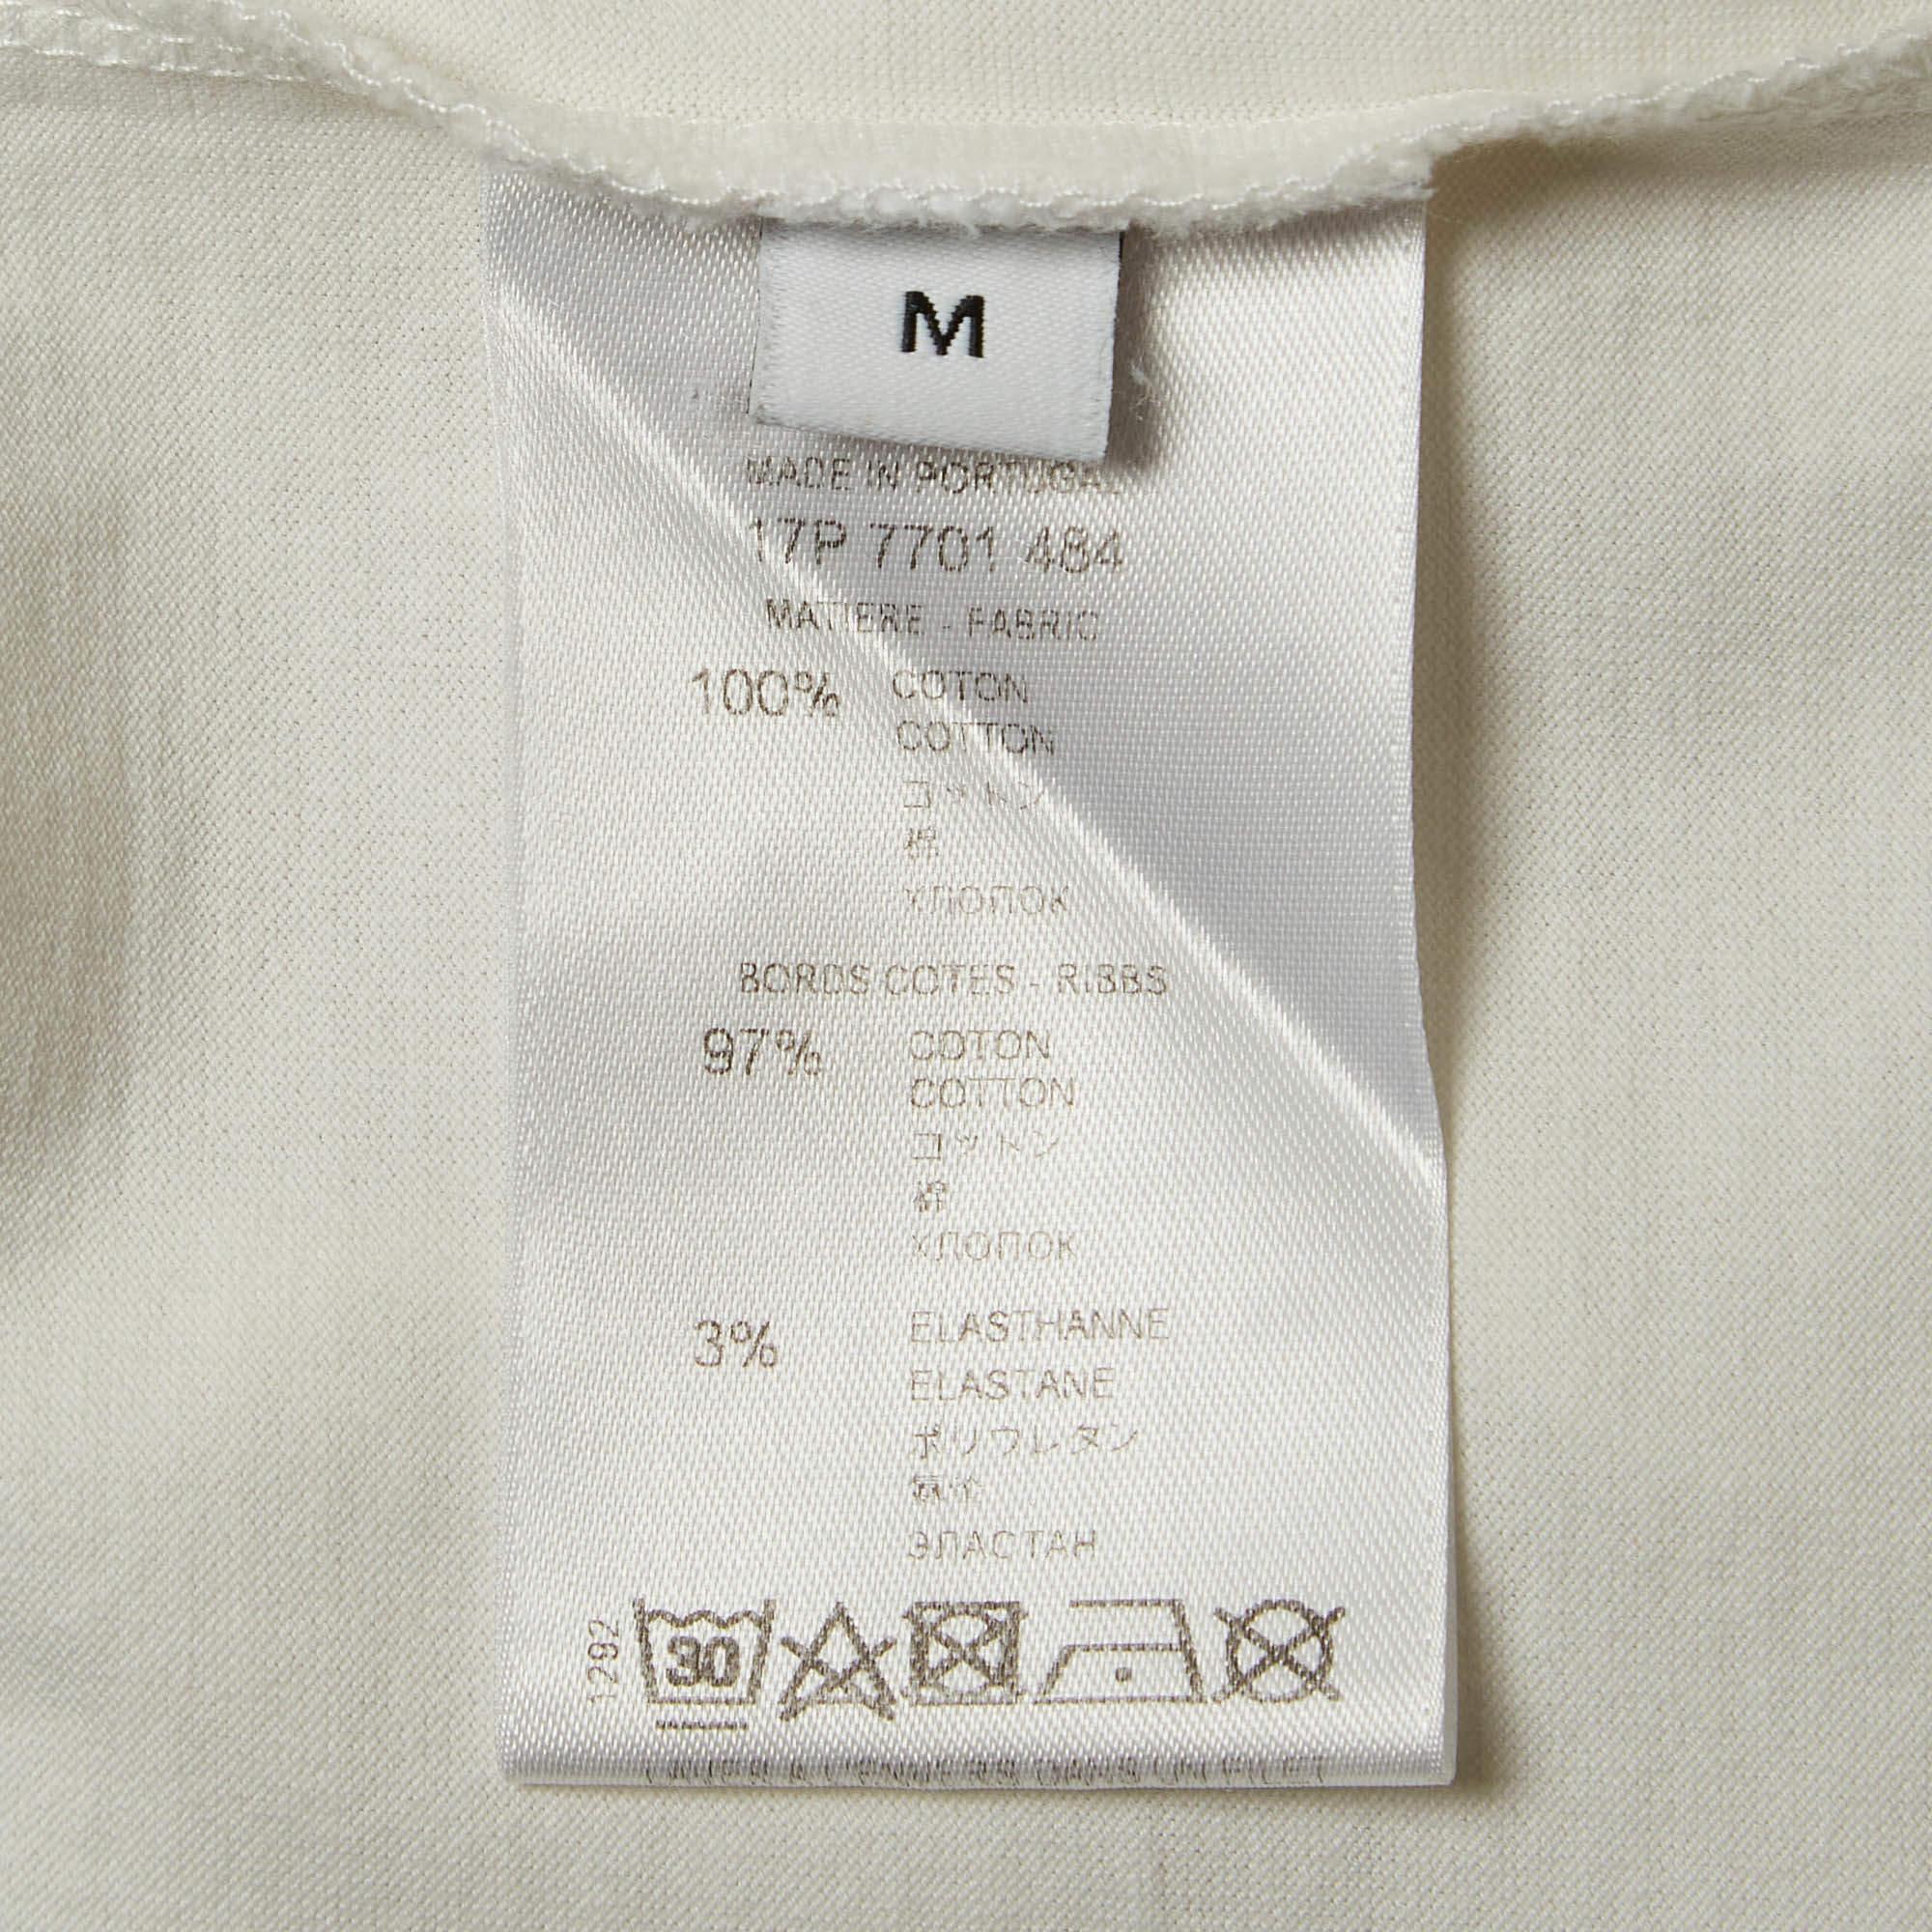 M
MADE IN PORTUGAL
17P 7701 484
MATIERE - FABRIC
100% COTON
COTTON
コットン
棉
ХЛОПОК
BORDS COTES - RIBBS
97% COTON
COTTON
コットン
棉
ХЛОПОК
3% ELASTHANNE
ELASTANE
ポリウレタン
ЭЛАСТАН
1292
30